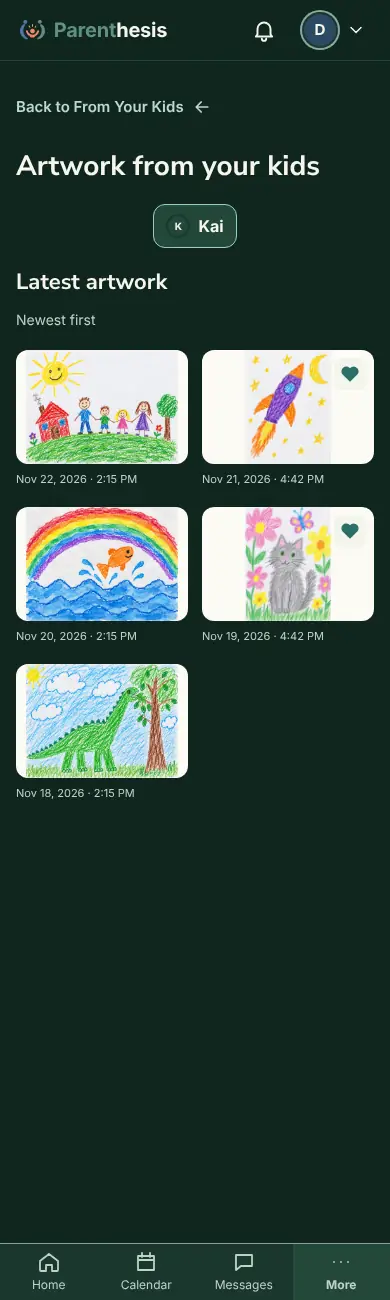 Parenthesis
D
Back to From Your Kids ←
Artwork from your kids
K Kai
Latest artwork
Newest first
Nov 22, 2026 · 2:15 PM
Nov 21, 2026 · 4:42 PM
Nov 20, 2026 · 2:15 PM
Nov 19, 2026 · 4:42 PM
Nov 18, 2026 · 2:15 PM
Home
Calendar
Messages
More